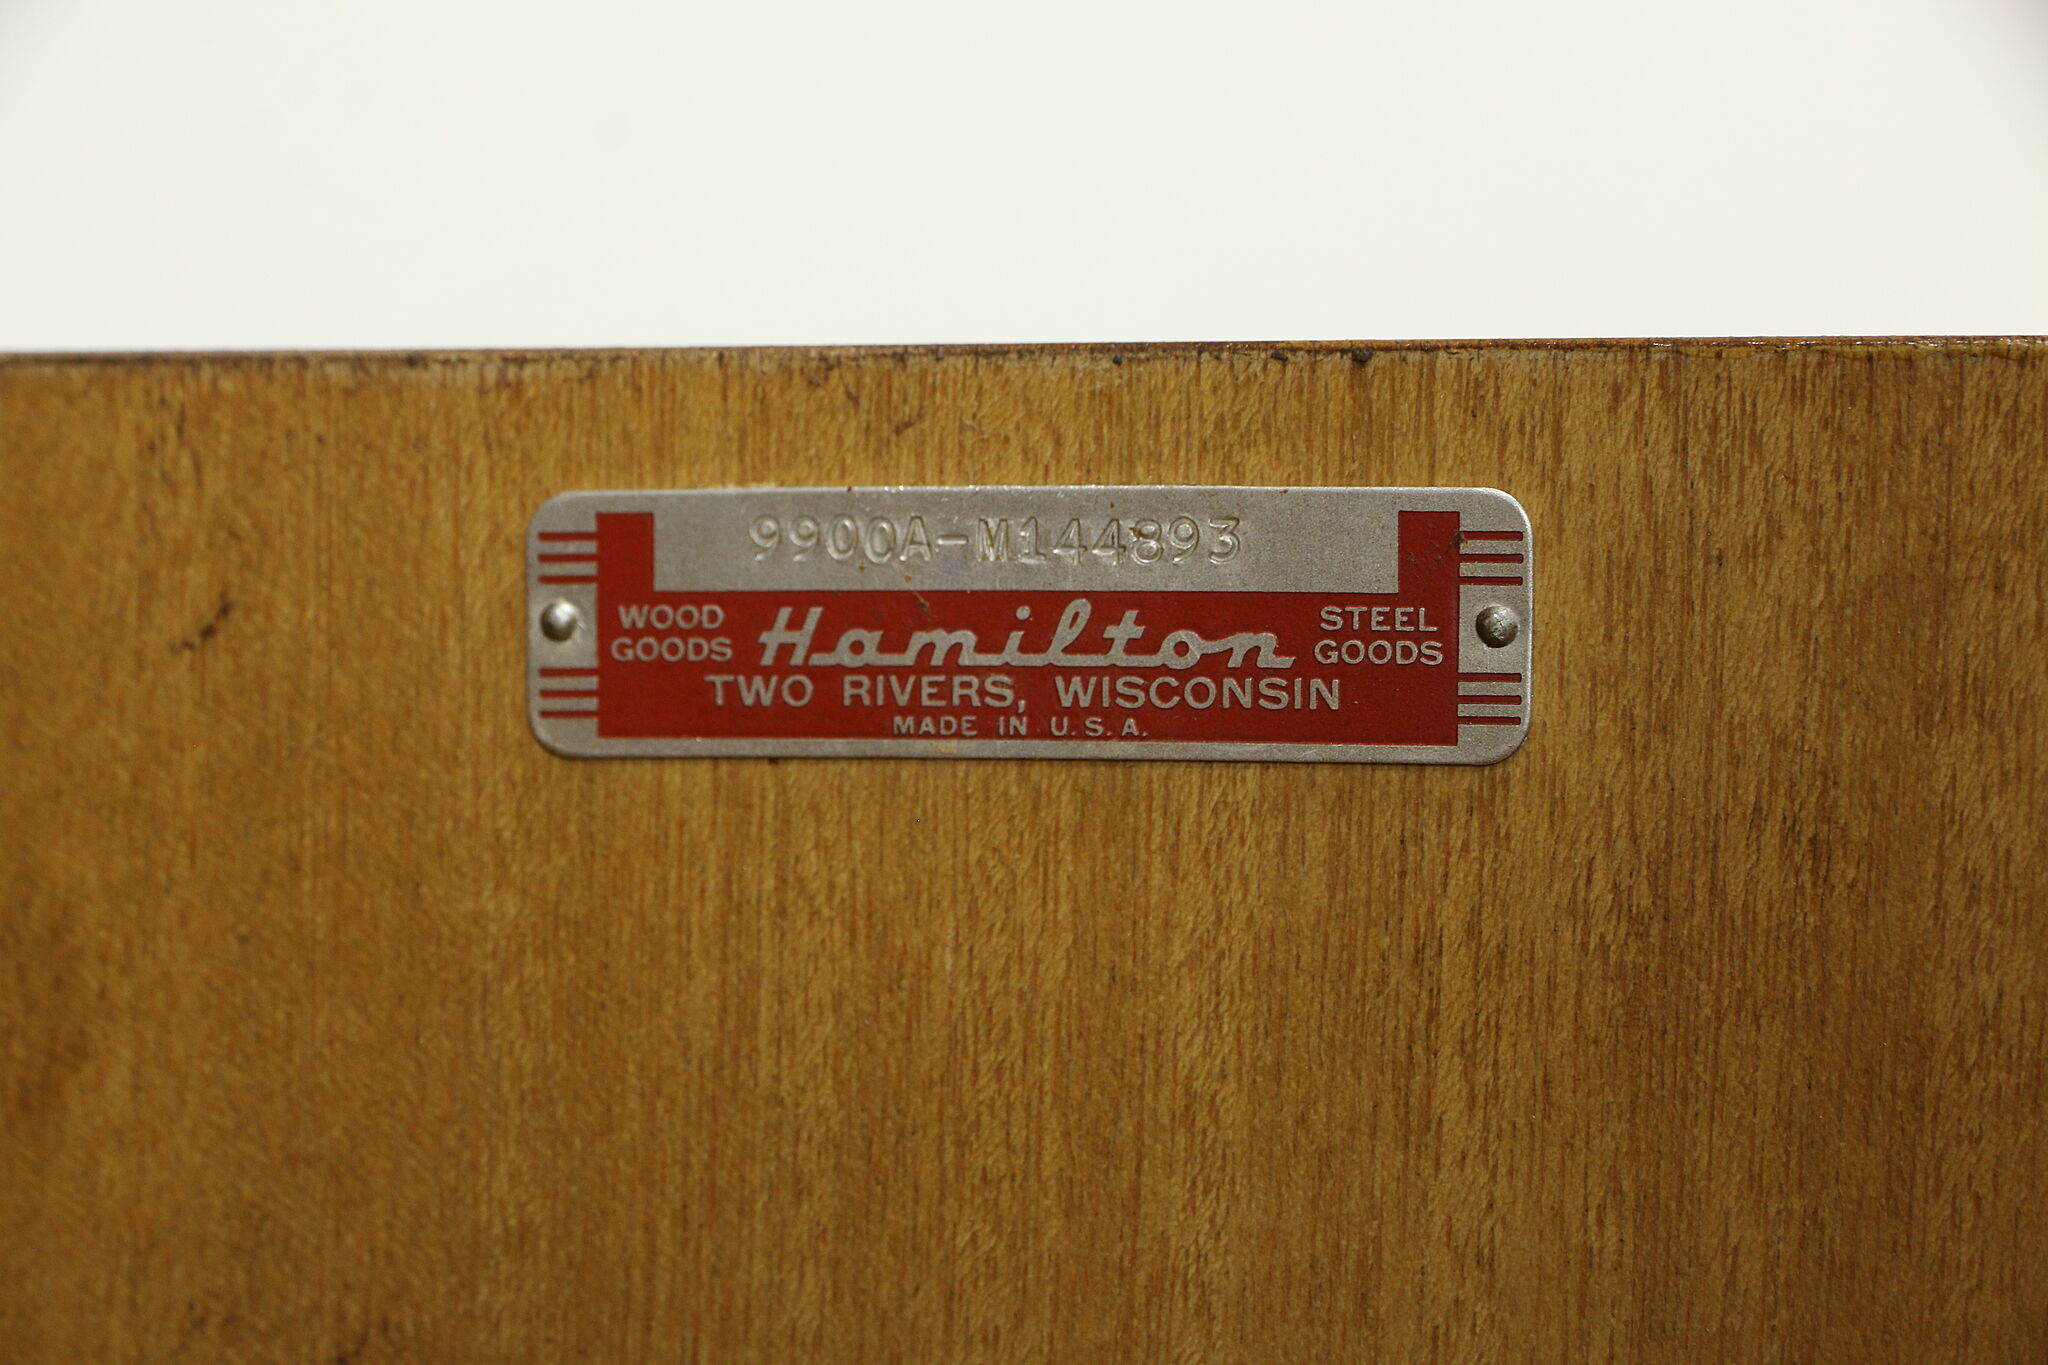 9900A-M144893
WOOD GOODS
Hamilton
STEEL GOODS
TWO RIVERS, WISCONSIN
MADE IN U.S.A.